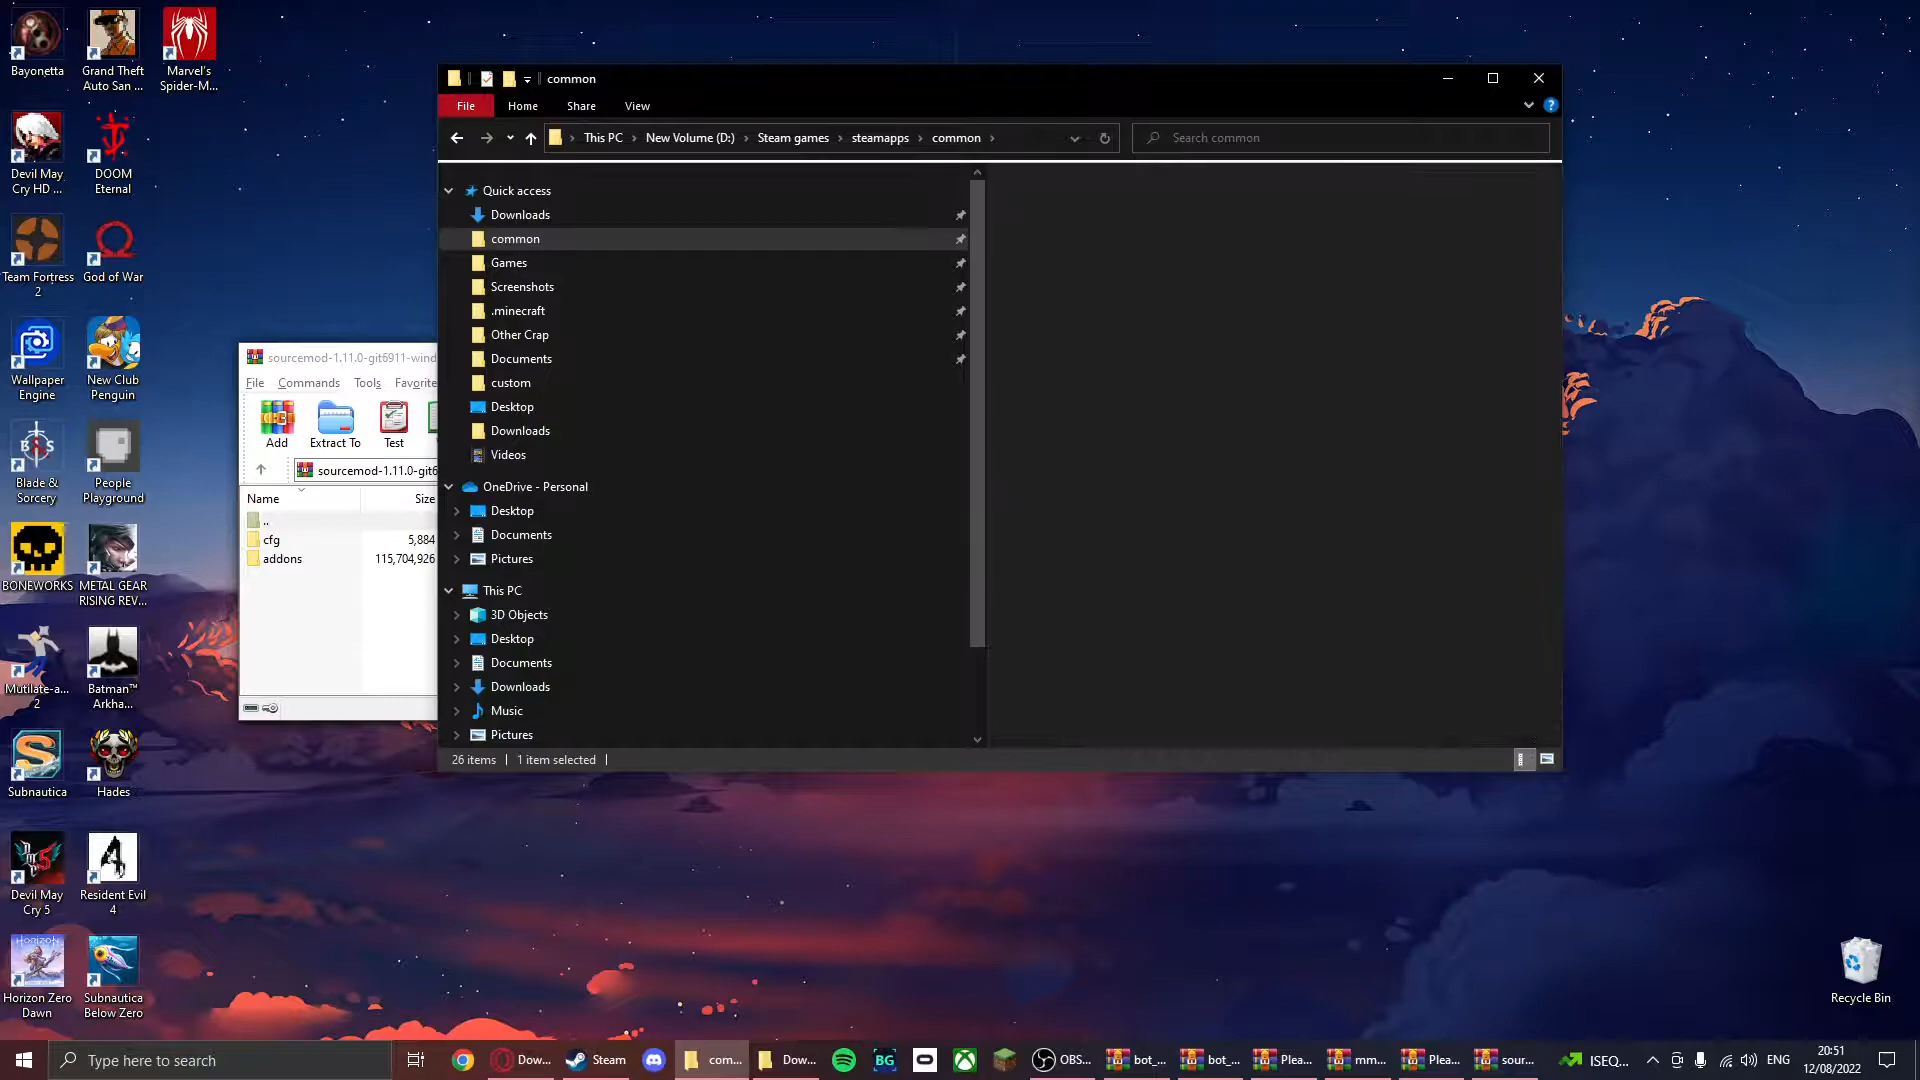 Bayonetta
Grand Theft
Auto San ...
Marvel's
Spider-M...
Devil May
Cry HD ...
DOOM
Eternal
Team Fortress
2
God of War
Wallpaper
Engine
New Club
Penguin
Blade &
Sorcery
People
Playground
BONEWORKS
METAL GEAR
RISING REV...
Mutilate-a...
2
Batman™
Arkha...
Subnautica
Hades
Devil May
Cry 5
Resident Evil
4
Horizon Zero
Dawn
Subnautica
Below Zero
sourcemod-1.11.0-git6911-wind
File Commands Tools Favorite
Add Extract To Test
sourcemod-1.11.0-git6
Name Size
..
cfg 5,884
addons 115,704,926
common
File Home Share View
This PC New Volume (D:) Steam games steamapps common
Search common
Quick access
Downloads
common
Games
Screenshots
.minecraft
Other Crap
Documents
custom
Desktop
Downloads
Videos
OneDrive - Personal
Desktop
Documents
Pictures
This PC
3D Objects
Desktop
Documents
Downloads
Music
Pictures
26 items 1 item selected
Recycle Bin
Type here to search
Dow...
Steam
com...
Dow...
BG
OBS...
bot_...
bot_...
Plea...
mm...
Plea...
sour...
ISEQ...
ENG
20:51
12/08/2022